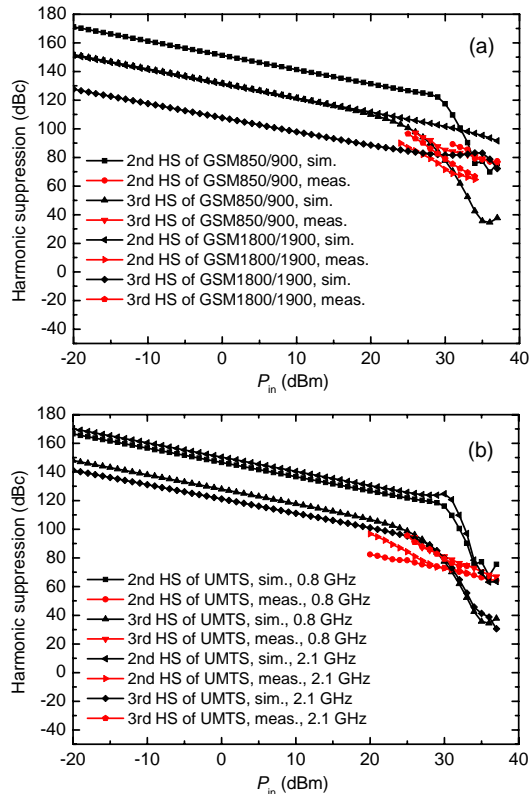 180
160
140
120
100
80
60
40
20
0
-20
-40
Harmonic suppression (dBc)
(a)
2nd HS of GSM850/900, sim.
2nd HS of GSM850/900, meas.
3rd HS of GSM850/900, sim.
3rd HS of GSM850/900, meas.
2nd HS of GSM1800/1900, sim.
2nd HS of GSM1800/1900, meas.
3rd HS of GSM1800/1900, sim.
3rd HS of GSM1800/1900, meas.
-20 -10 0 10 20 30 40
Pin (dBm)
180
160
140
120
100
80
60
40
20
0
-20
-40
Harmonic suppression (dBc)
(b)
2nd HS of UMTS, sim., 0.8 GHz
2nd HS of UMTS, meas., 0.8 GHz
3rd HS of UMTS, sim., 0.8 GHz
3rd HS of UMTS, meas., 0.8 GHz
2nd HS of UMTS, sim., 2.1 GHz
2nd HS of UMTS, meas., 2.1 GHz
3rd HS of UMTS, sim., 2.1 GHz
3rd HS of UMTS, meas., 2.1 GHz
-20 -10 0 10 20 30 40
Pin (dBm)